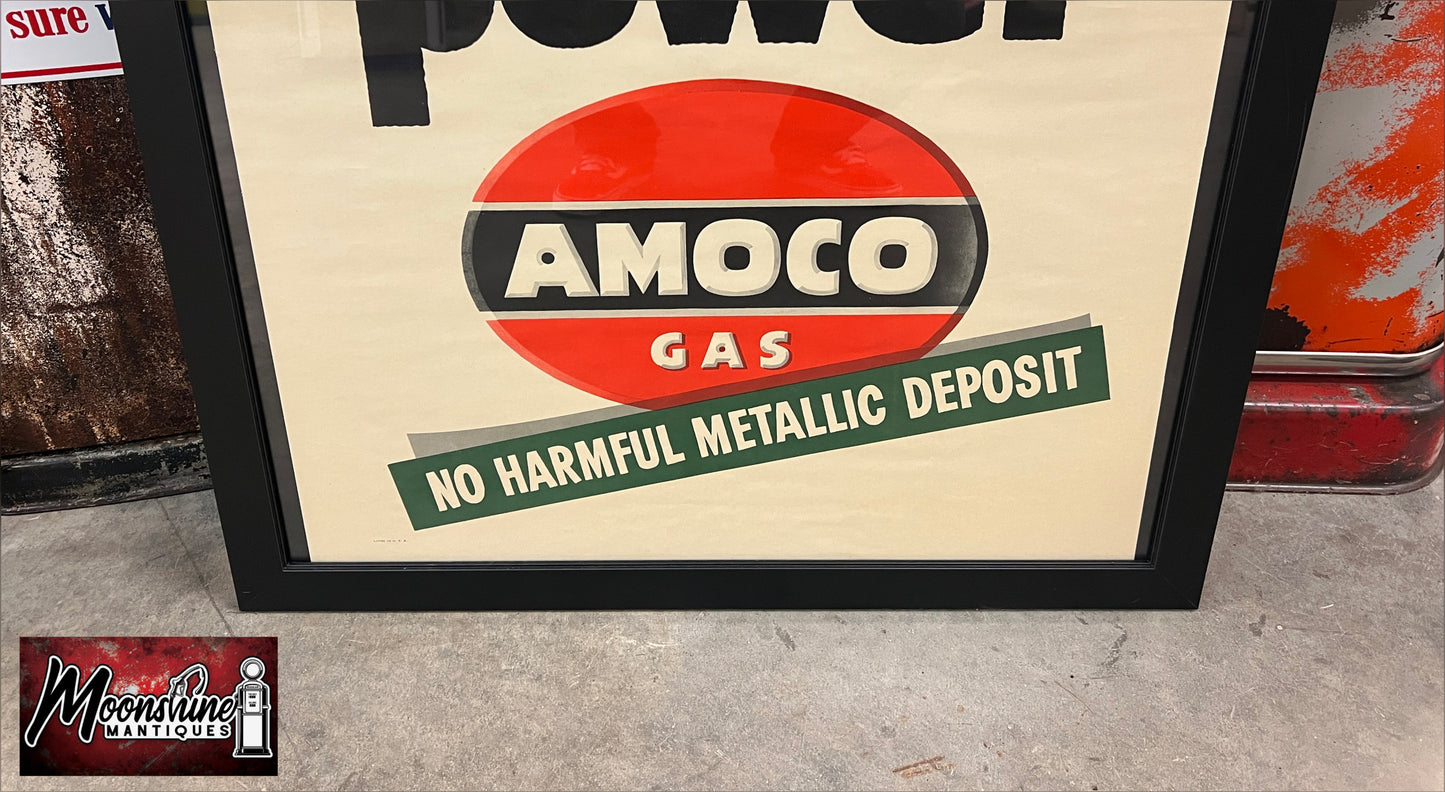 sure
power
AMOCO
GAS
NO HARMFUL METALLIC DEPOSIT
Moonshine
MANTIQUES